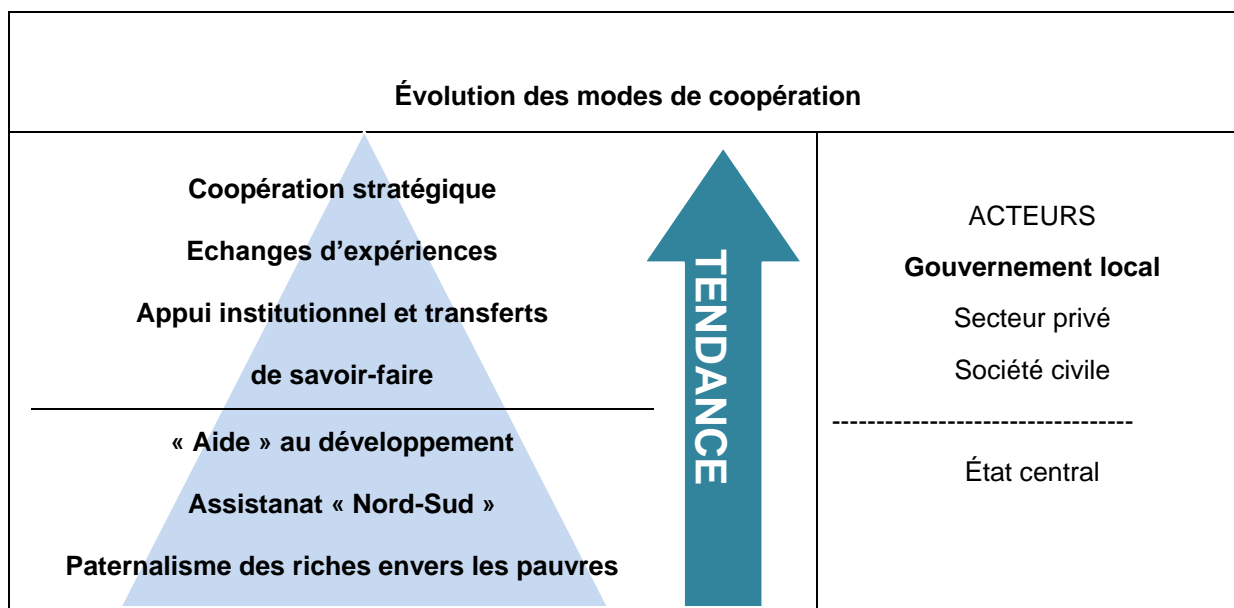 Évolution des modes de coopération
Coopération stratégique
Echanges d'expériences
Appui institutionnel et transferts
de savoir-faire
« Aide » au développement
Assistanat « Nord-Sud »
Paternalisme des riches envers les pauvres
TENDANCE
ACTEURS
Gouvernement local
Secteur privé
Société civile
----------------------------------
État central